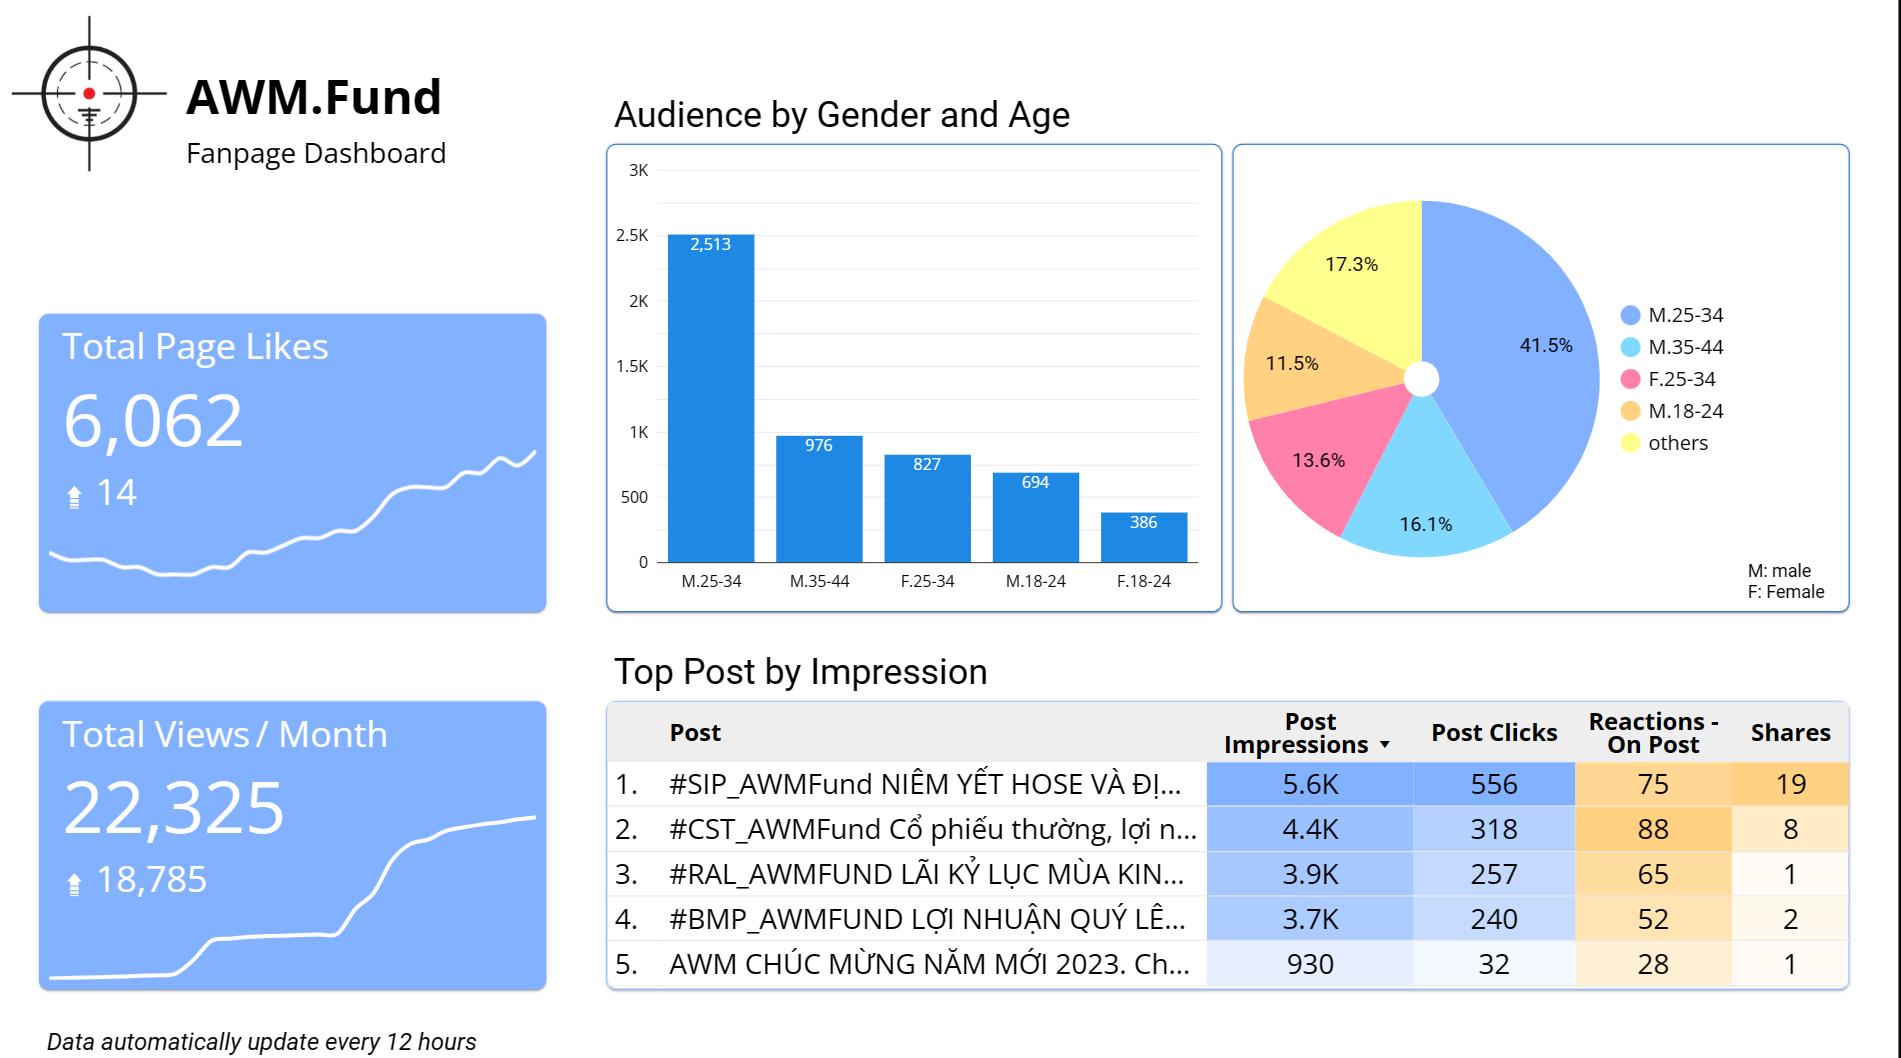 AWM.Fund
Fanpage Dashboard
Total Page Likes
6,062
14
Total Views / Month
22,325
18,785
Data automatically update every 12 hours
Audience by Gender and Age
3K
2.5K
2K
1.5K
1K
500
0
2,513
976
827
694
386
M.25-34
M.35-44
F.25-34
M.18-24
F.18-24
17.3%
41.5%
11.5%
13.6%
16.1%
M.25-34
M.35-44
F.25-34
M.18-24
others
M: male
F: Female
Top Post by Impression
Post
Post Impressions
Post Clicks
Reactions - On Post
Shares
1. #SIP_AWMFund NIÊM YẾT HOSE VÀ ĐỊ... 5.6K 556 75 19
2. #CST_AWMFund Cổ phiếu thường, lợi n... 4.4K 318 88 8
3. #RAL_AWMFUND LÃI KỶ LỤC MÙA KIN... 3.9K 257 65 1
4. #BMP_AWMFUND LỢI NHUẬN QUÝ LÊ... 3.7K 240 52 2
5. AWM CHÚC MỪNG NĂM MỚI 2023. Ch... 930 32 28 1